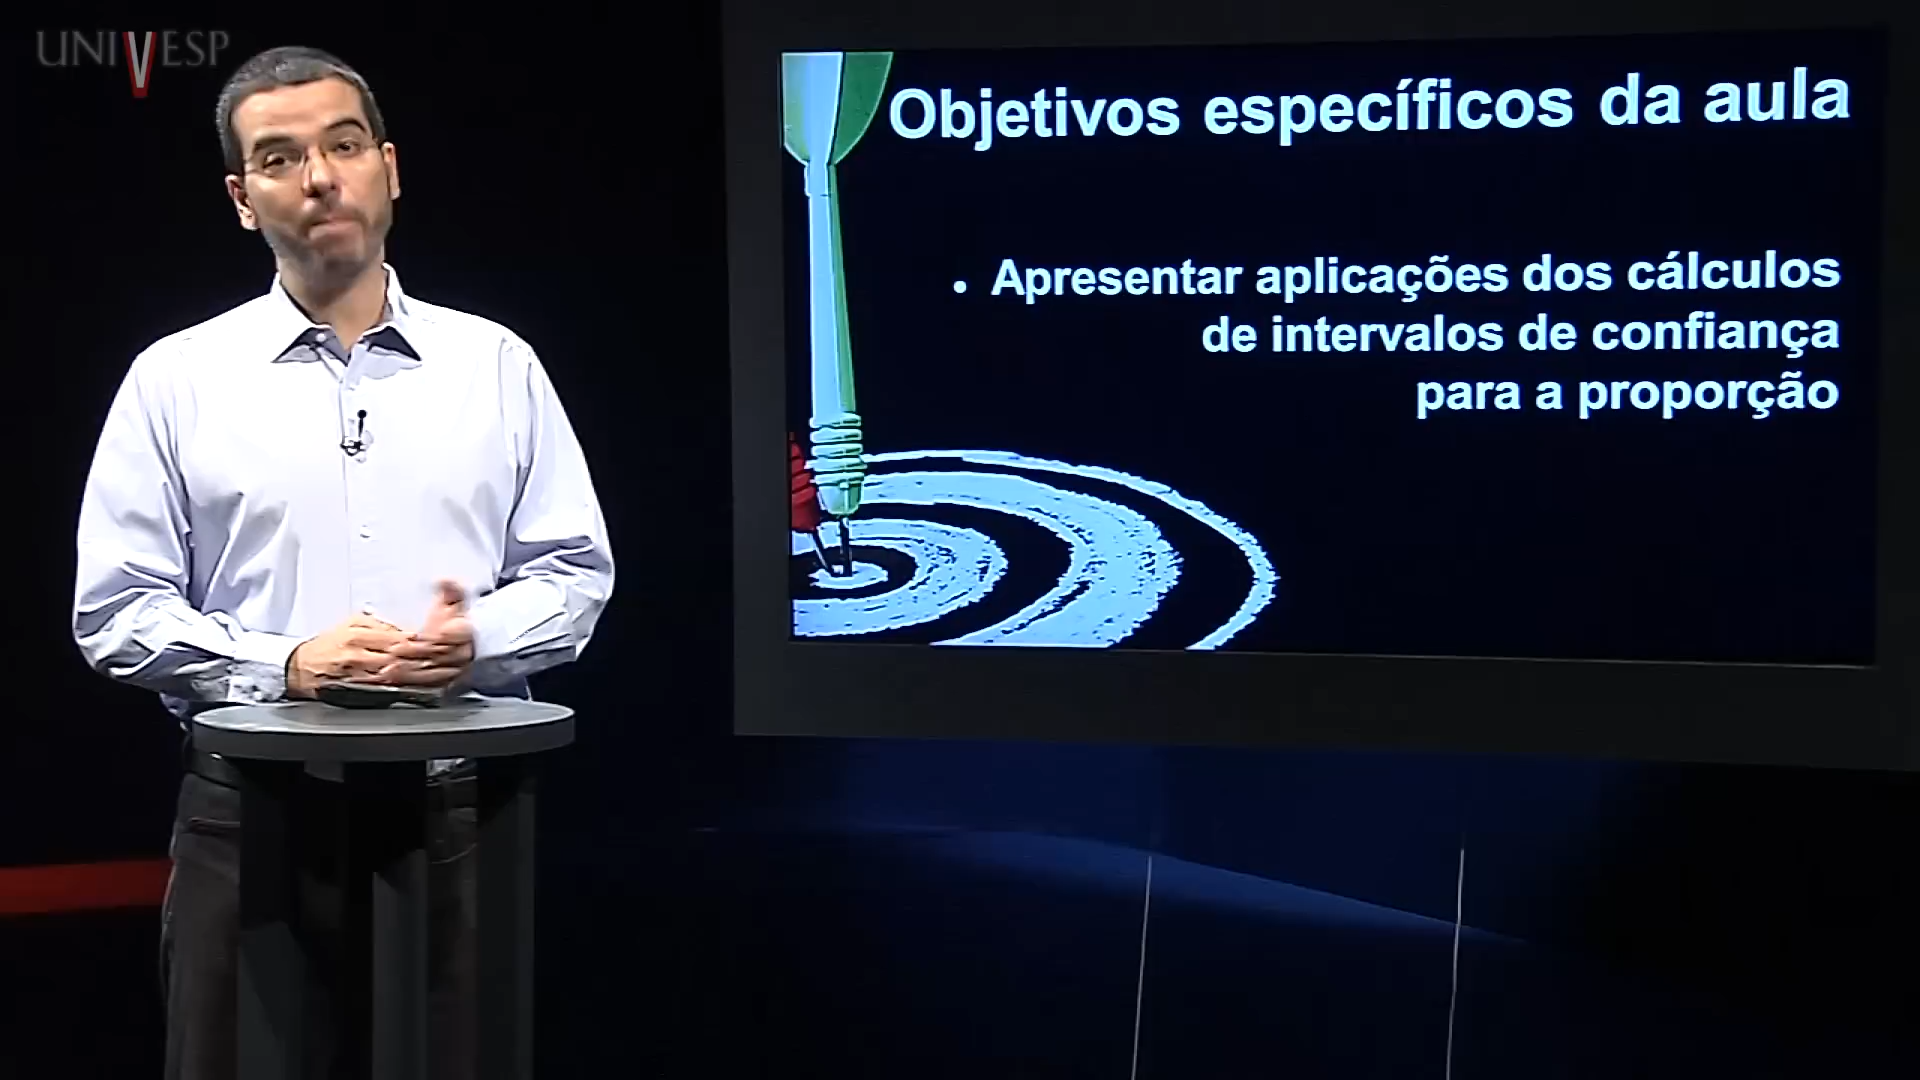 UNIVESP
Objetivos específicos da aula
• Apresentar aplicações dos cálculos
de intervalos de confiança
para a proporção